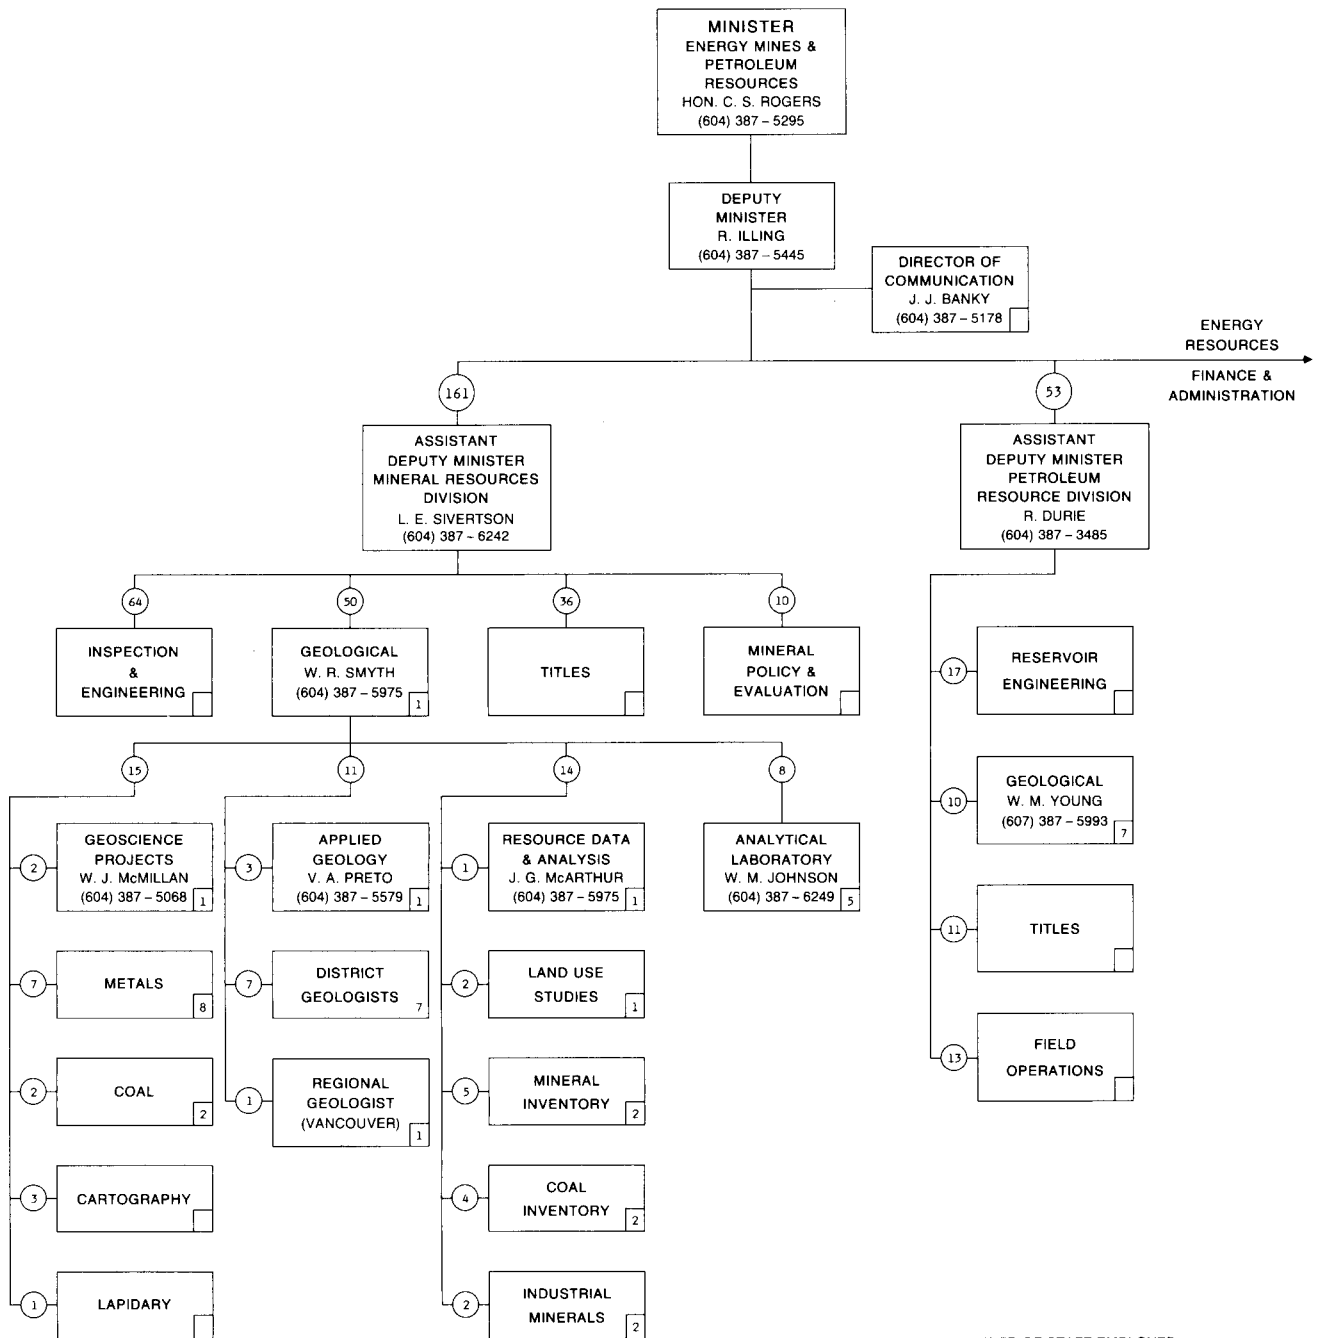 MINISTER
ENERGY MINES &
PETROLEUM
RESOURCES
HON. C. S. ROGERS
(604) 387 – 5295
DEPUTY
MINISTER
R. ILLING
(604) 387 – 5445
DIRECTOR OF
COMMUNICATION
J. J. BANKY
(604) 387 – 5178
ENERGY
RESOURCES
FINANCE &
ADMINISTRATION
161
53
ASSISTANT
DEPUTY MINISTER
MINERAL RESOURCES
DIVISION
L. E. SIVERTSON
(604) 387 – 6242
ASSISTANT
DEPUTY MINISTER
PETROLEUM
RESOURCE DIVISION
R. DURIE
(604) 387 – 3485
64
INSPECTION
&
ENGINEERING
50
GEOLOGICAL
W. R. SMYTH
(604) 387 – 5975
1
36
TITLES
10
MINERAL
POLICY &
EVALUATION
15
2
GEOSCIENCE
PROJECTS
W. J. McMILLAN
(604) 387 – 5068
1
7
METALS
8
2
COAL
2
3
CARTOGRAPHY
1
LAPIDARY
11
3
APPLIED
GEOLOGY
V. A. PRETO
(604) 387 – 5579
1
7
DISTRICT
GEOLOGISTS
7
1
REGIONAL
GEOLOGIST
(VANCOUVER)
1
14
1
RESOURCE DATA
& ANALYSIS
J. G. McARTHUR
(604) 387 – 5975
1
2
LAND USE
STUDIES
1
5
MINERAL
INVENTORY
2
4
COAL
INVENTORY
2
2
INDUSTRIAL
MINERALS
2
8
ANALYTICAL
LABORATORY
W. M. JOHNSON
(604) 387 – 6249
5
17
RESERVOIR
ENGINEERING
10
GEOLOGICAL
W. M. YOUNG
(607) 387 – 5993
7
11
TITLES
13
FIELD
OPERATIONS